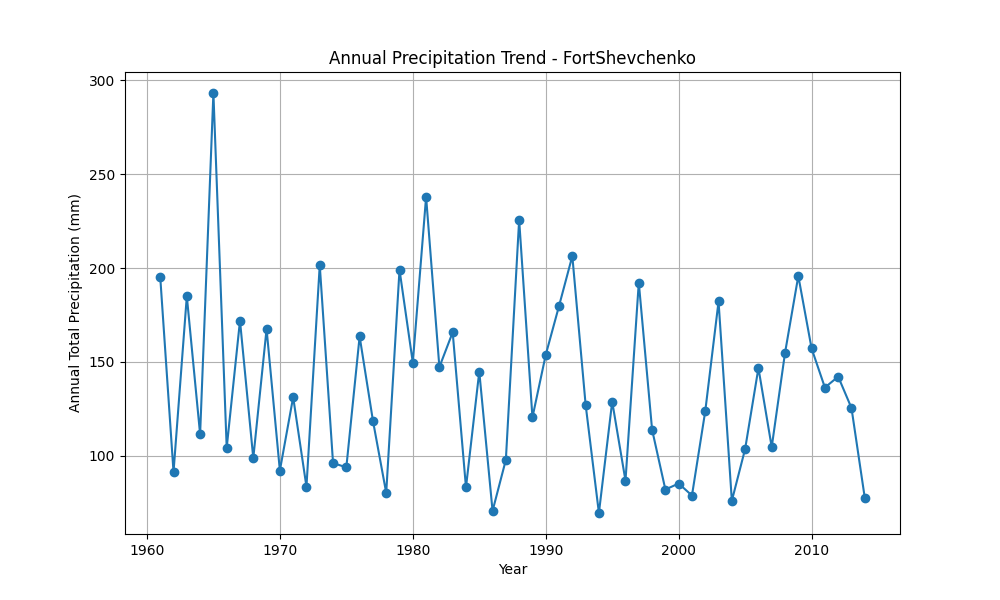 Annual Precipitation Trend - FortShevchenko
300
250
200
150
100
Annual Total Precipitation (mm)
1960 1970 1980 1990 2000 2010
Year